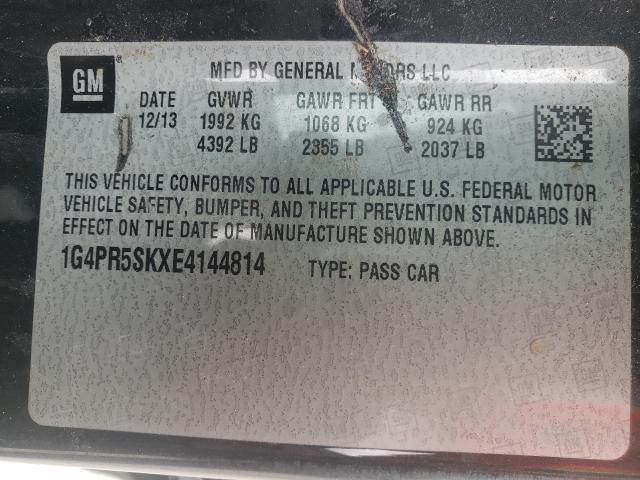 GM
MFD BY GENERAL MOTORS LLC
DATE GVWR GAWR FRT GAWR RR
12/13 1992 KG 1068 KG 924 KG
4392 LB 2355 LB 2037 LB
THIS VEHICLE CONFORMS TO ALL APPLICABLE U.S. FEDERAL MOTOR
VEHICLE SAFETY, BUMPER, AND THEFT PREVENTION STANDARDS IN
EFFECT ON THE DATE OF MANUFACTURE SHOWN ABOVE.
1G4PR5SKXE4144814 TYPE: PASS CAR